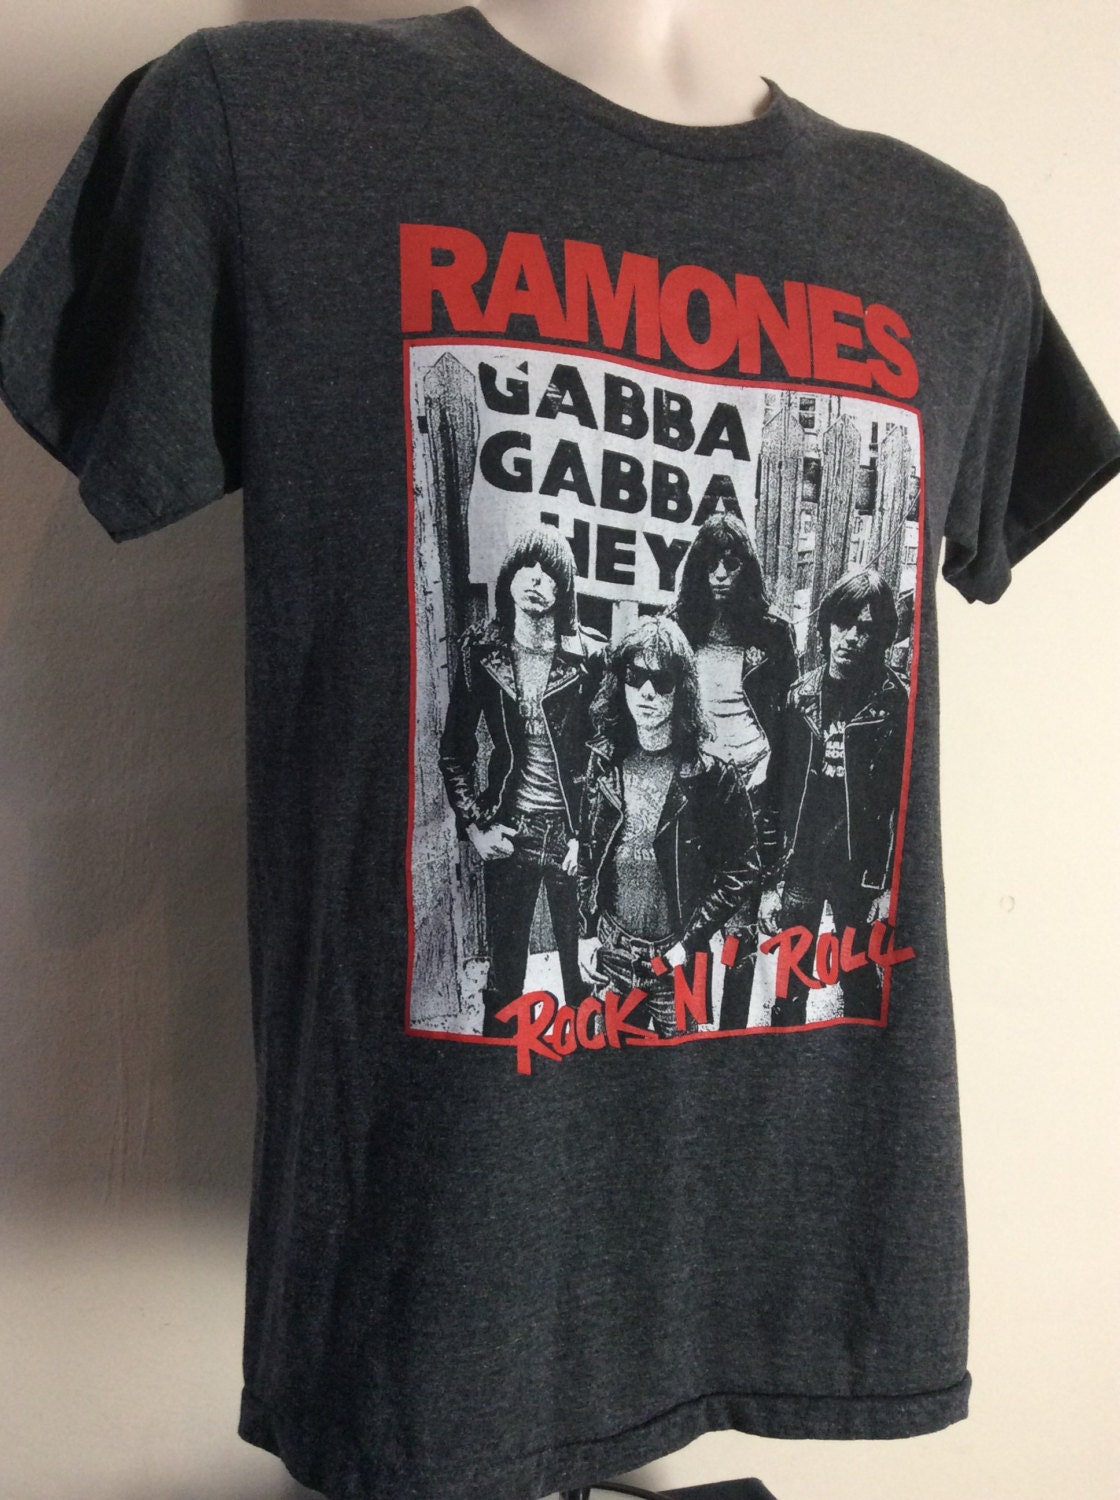 RAMONES
GABBA
GABBA
HEY
ROCK 'N' ROLL